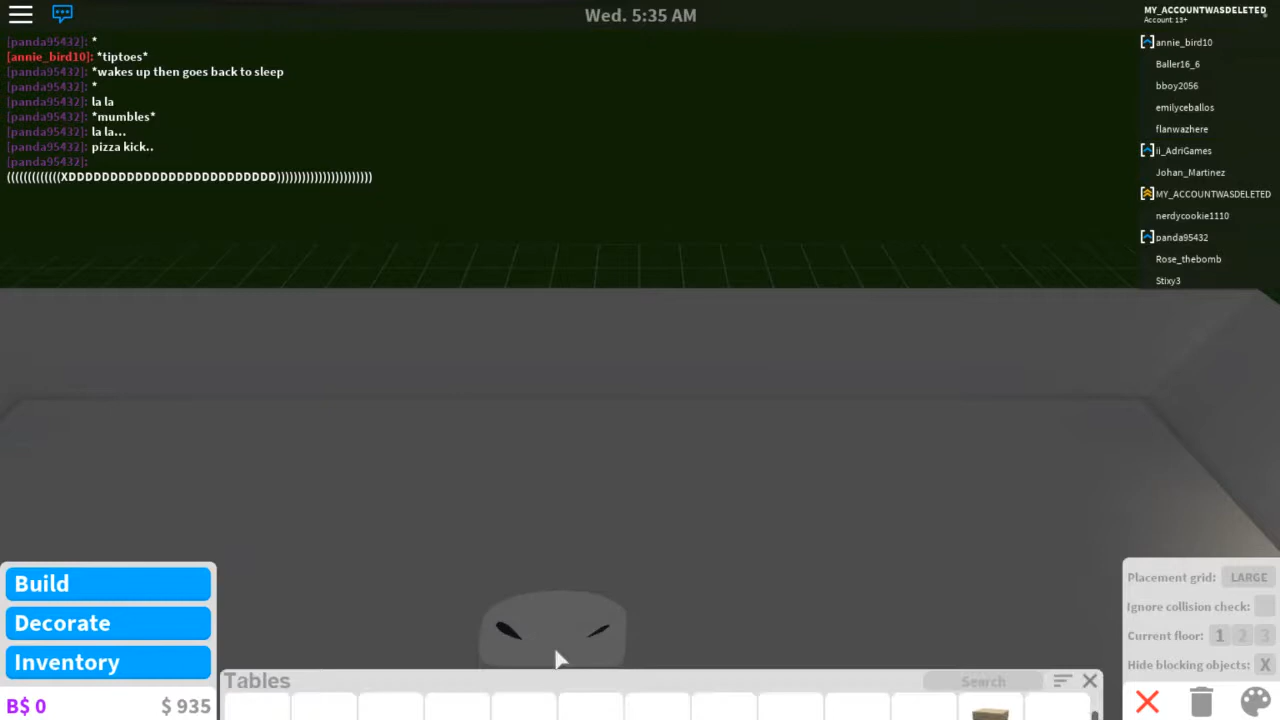 Wed. 5:35 AM
MY_ACCOUNTWASDELETED
Account: 13+
[panda95432]: *
[annie_bird10]: *tiptoes*
[panda95432]: *wakes up then goes back to sleep
[panda95432]: *
[panda95432]: la la
[panda95432]: *mumbles*
[panda95432]: la la...
[panda95432]: pizza kick..
[panda95432]:
(((((((((((((XDDDDDDDDDDDDDDDDDDDDDDDDDD)))))))))))))))))))))))
annie_bird10
Baller16_6
bboy2056
emilyceballos
flanwazhere
ii_AdriGames
Johan_Martinez
MY_ACCOUNTWASDELETED
nerdycookie1110
panda95432
Rose_thebomb
Stixy3
Build
Decorate
Inventory
B$ 0 $ 935
Tables Search
Placement grid: LARGE
Ignore collision check:
Current floor: 1 2 3
Hide blocking objects: X